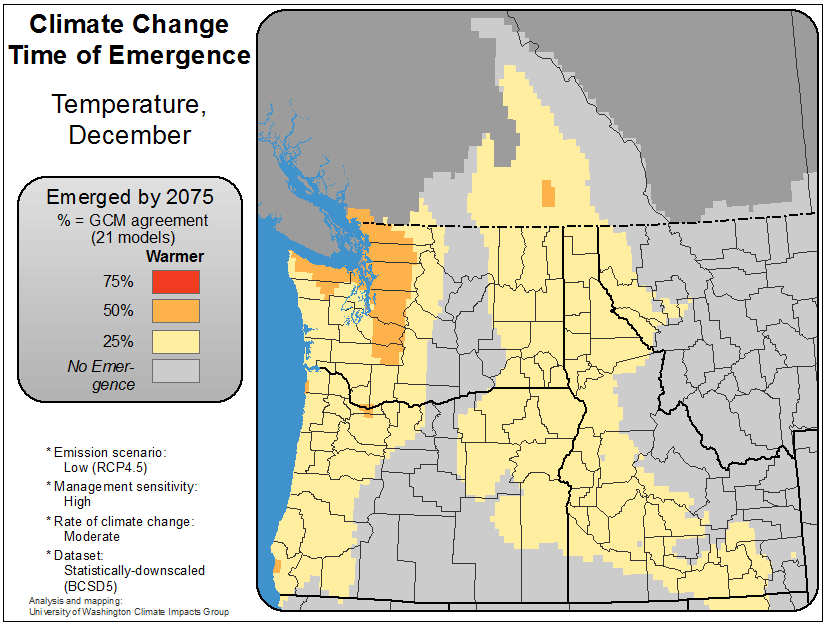 Climate Change
Time of Emergence
Temperature,
December
Emerged by 2075
% = GCM agreement
(21 models)
Warmer
75%
50%
25%
No Emer-
gence
* Emission scenario:
Low (RCP4.5)
* Management sensitivity:
High
* Rate of climate change:
Moderate
* Dataset:
Statistically-downscaled
(BCSD5)
Analysis and mapping:
University of Washington Climate Impacts Group